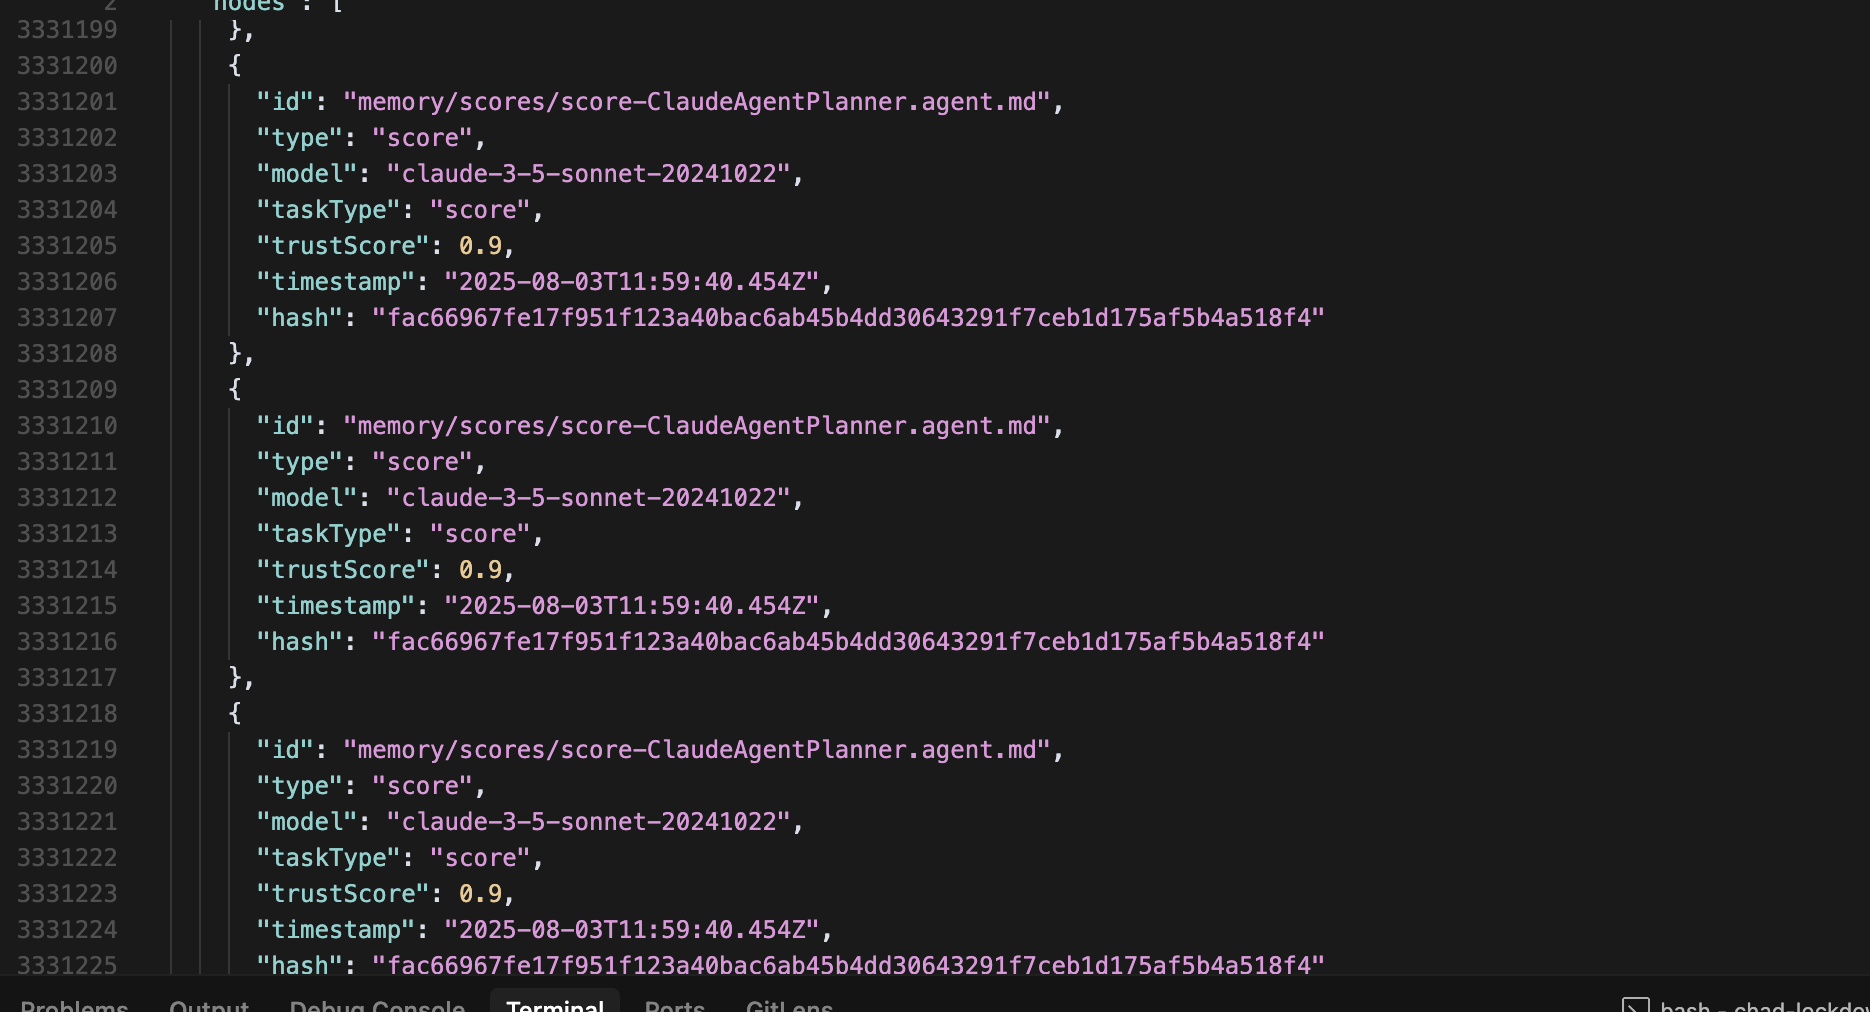 2 "nodes": [
3331199 },
3331200 {
3331201 "id": "memory/scores/score-ClaudeAgentPlanner.agent.md",
3331202 "type": "score",
3331203 "model": "claude-3-5-sonnet-20241022",
3331204 "taskType": "score",
3331205 "trustScore": 0.9,
3331206 "timestamp": "2025-08-03T11:59:40.454Z",
3331207 "hash": "fac66967fe17f951f123a40bac6ab45b4dd30643291f7ceb1d175af5b4a518f4"
3331208 },
3331209 {
3331210 "id": "memory/scores/score-ClaudeAgentPlanner.agent.md",
3331211 "type": "score",
3331212 "model": "claude-3-5-sonnet-20241022",
3331213 "taskType": "score",
3331214 "trustScore": 0.9,
3331215 "timestamp": "2025-08-03T11:59:40.454Z",
3331216 "hash": "fac66967fe17f951f123a40bac6ab45b4dd30643291f7ceb1d175af5b4a518f4"
3331217 },
3331218 {
3331219 "id": "memory/scores/score-ClaudeAgentPlanner.agent.md",
3331220 "type": "score",
3331221 "model": "claude-3-5-sonnet-20241022",
3331222 "taskType": "score",
3331223 "trustScore": 0.9,
3331224 "timestamp": "2025-08-03T11:59:40.454Z",
3331225 "hash": "fac66967fe17f951f123a40bac6ab45b4dd30643291f7ceb1d175af5b4a518f4"
Problems Output Debug Console Terminal Ports GitLens bash - chad-lockdow